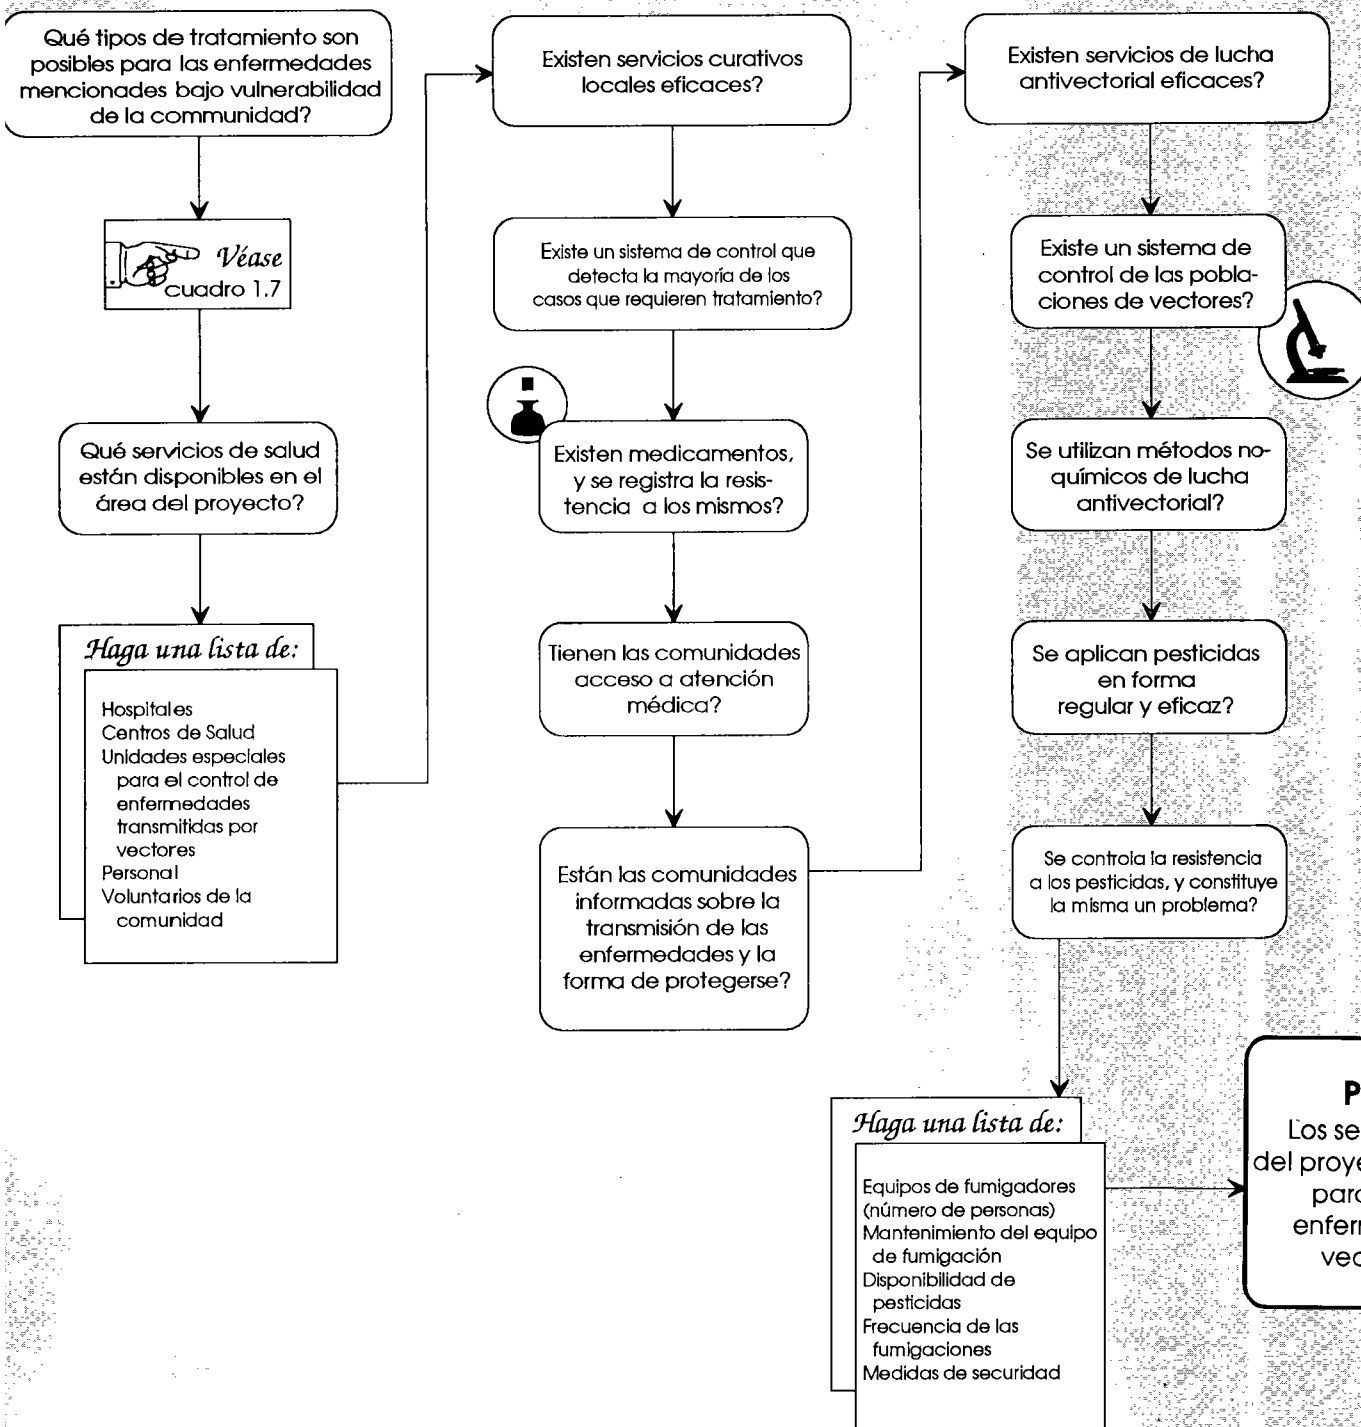 Qué tipos de tratamiento son
posibles para las enfermedades
mencionades bajo vulnerabilidad
de la communidad?
Véase
cuadro 1.7
Qué servicios de salud
están disponibles en el
área del proyecto?
Haga una lista de:
Hospitales
Centros de Salud
Unidades especiales
para el control de
enfermedades
transmitidas por
vectores
Personal
Voluntarios de la
comunidad
Existen servicios curativos
locales eficaces?
Existe un sistema de control que
detecta la mayoría de los
casos que requieren tratamiento?
Existen medicamentos,
y se registra la resis-
tencia a los mismos?
Tienen las comunidades
acceso a atención
médica?
Están las comunidades
informadas sobre la
transmisión de las
enfermedades y la
forma de protegerse?
Existen servicios de lucha
antivectorial eficaces?
Existe un sistema de
control de las pobla-
ciones de vectores?
Se utilizan métodos no-
químicos de lucha
antivectorial?
Se aplican pesticidas
en forma
regular y eficaz?
Se controla la resistencia
a los pesticidas, y constituye
la misma un problema?
Haga una lista de:
Equipos de fumigadores
(número de personas)
Mantenimiento del equipo
de fumigación
Disponibilidad de
pesticidas
Frecuencia de las
fumigaciones
Medidas de securidad
P
Los se
del proye
para
enferm
vec